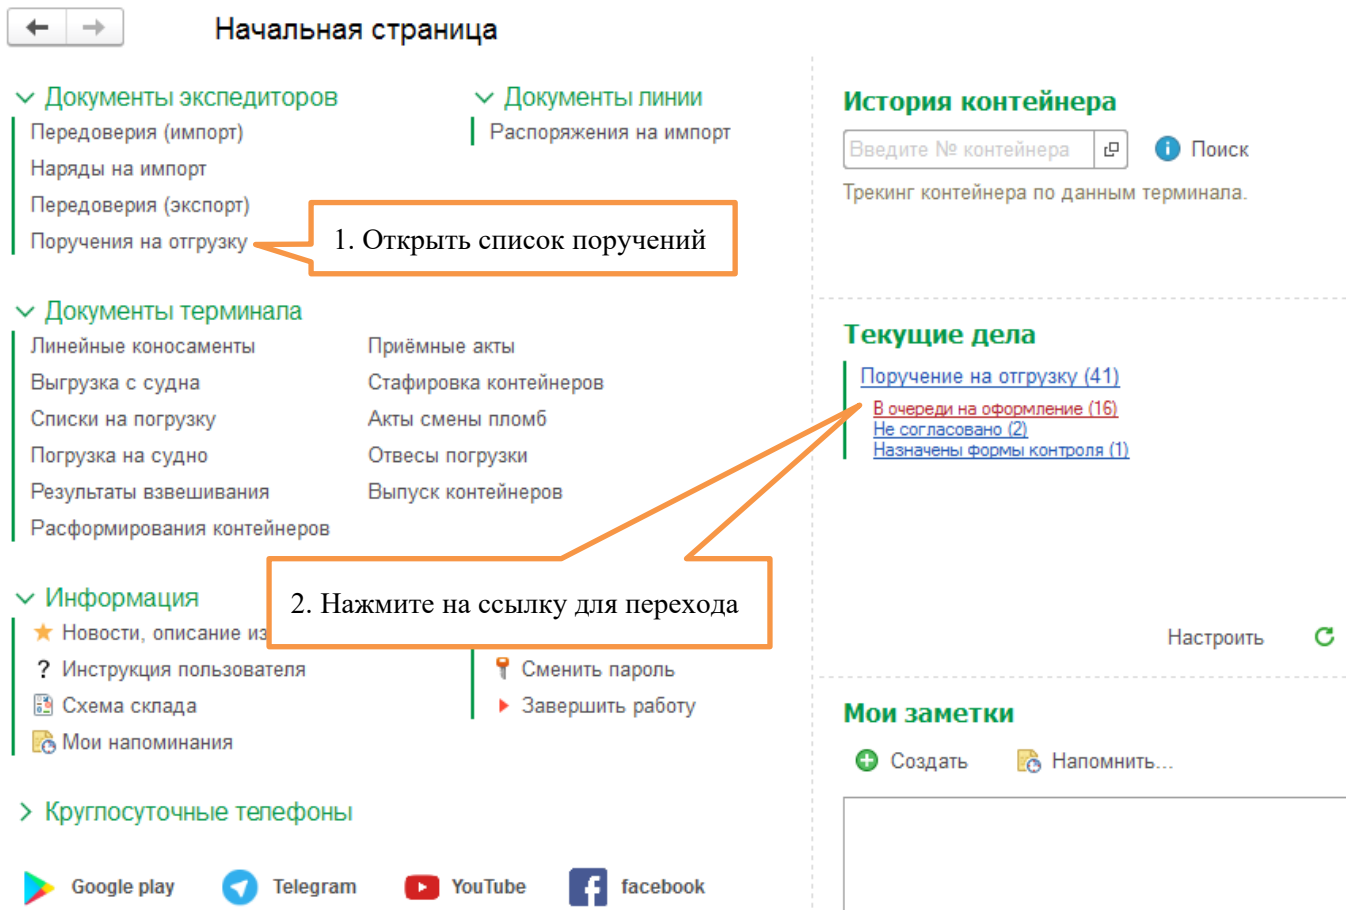 Начальная страница
Документы экспедиторов
Передоверия (импорт)
Наряды на импорт
Передоверия (экспорт)
Поручения на отгрузку
1. Открыть список поручений
Документы линии
Распоряжения на импорт
Документы терминала
Линейные коносаменты
Выгрузка с судна
Списки на погрузку
Погрузка на судно
Результаты взвешивания
Расформирования контейнеров
Приёмные акты
Стафировка контейнеров
Акты смены пломб
Отвесы погрузки
Выпуск контейнеров
2. Нажмите на ссылку для перехода
Информация
Новости, описание
? Инструкция пользователя
Схема склада
Мои напоминания
Сменить пароль
Завершить работу
Круглосуточные телефоны
Google play
Telegram
YouTube
facebook
История контейнера
Введите № контейнера
Поиск
Трекинг контейнера по данным терминала.
Текущие дела
Поручение на отгрузку (41)
В очереди на оформление (16)
Не согласовано (2)
Назначены формы контроля (1)
Настроить
Мои заметки
Создать
Напомнить...